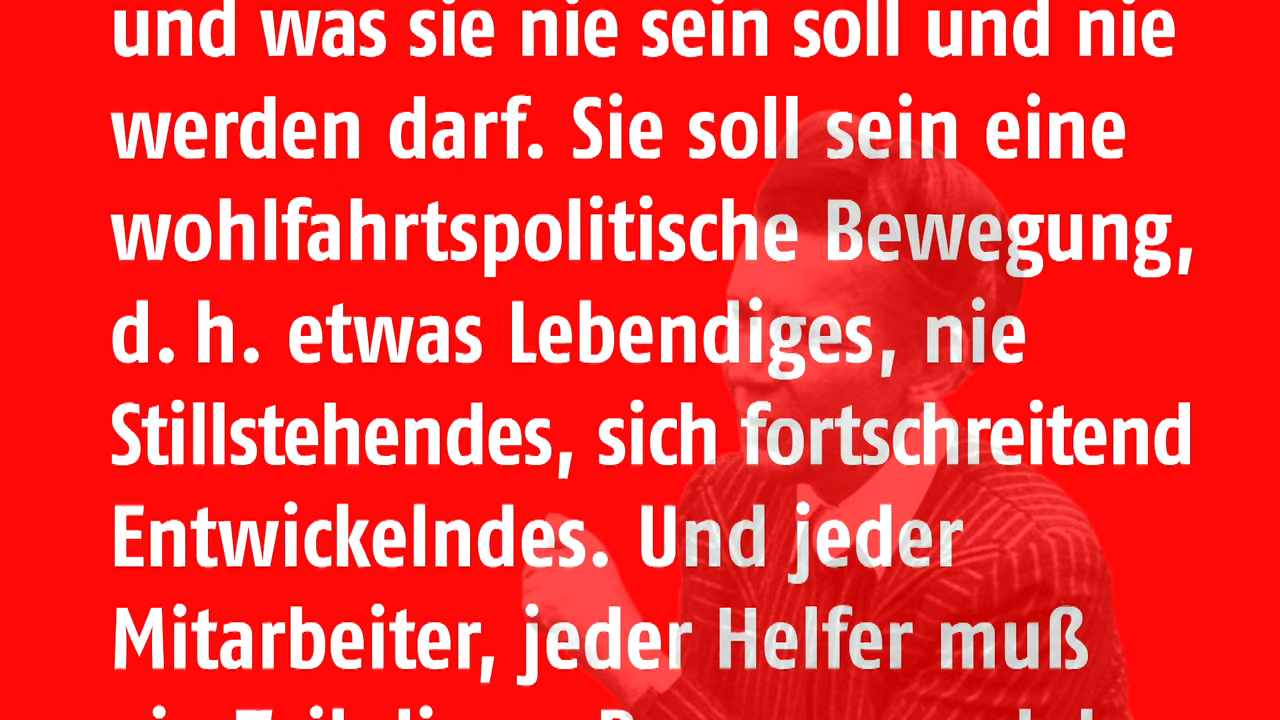 und was sie nie sein soll und nie
werden darf. Sie soll sein eine
wohlfahrtspolitische Bewegung,
d. h. etwas Lebendiges, nie
Stillstehendes, sich fortschreitend
Entwickelndes. Und jeder
Mitarbeiter, jeder Helfer muß